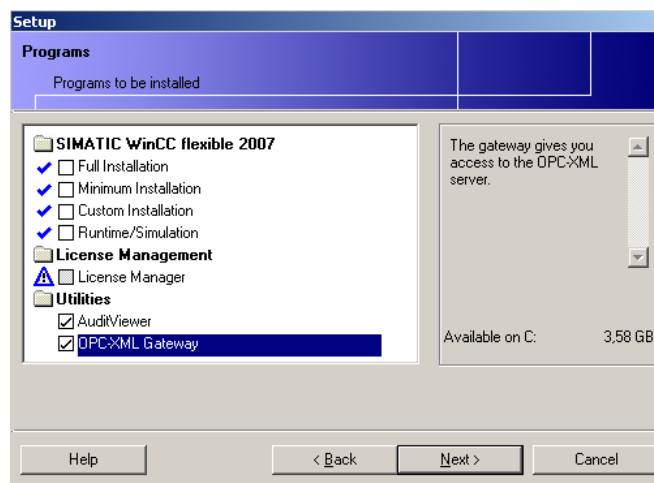 Setup
Programs
Programs to be installed
SIMATIC WinCC flexible 2007
Full Installation
Minimum Installation
Custom Installation
Runtime/Simulation
License Management
License Manager
Utilities
AuditViewer
OPC-XML Gateway
The gateway gives you
access to the OPC-XML
server.
Available on C: 3,58 GB
Help
< Back
Next >
Cancel